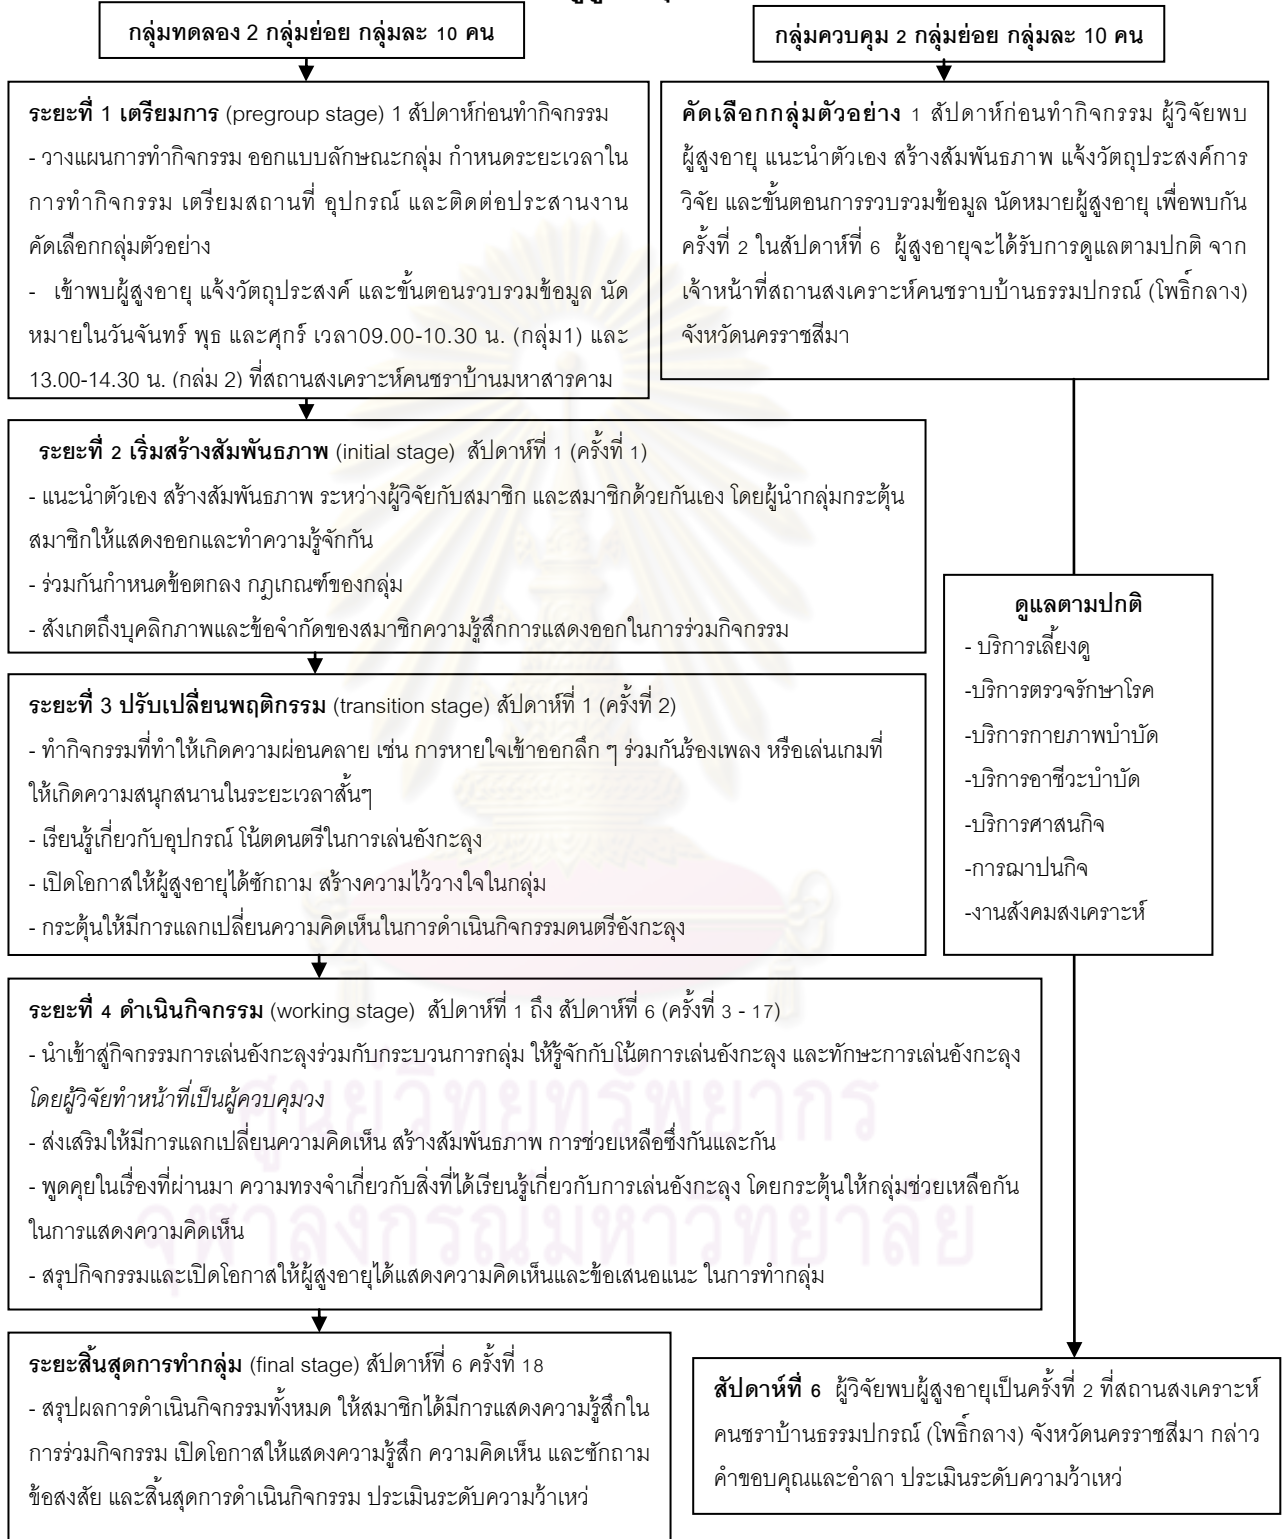 กลุ่มทดลอง 2 กลุ่มย่อย กลุ่มละ 10 คน
ระยะที่ 1 เตรียมการ (pregroup stage) 1 สัปดาห์ก่อนทำกิจกรรม
- วางแผนการทำกิจกรรม ออกแบบลักษณะกลุ่ม กำหนดระยะเวลาใน
การทำกิจกรรม เตรียมสถานที่ อุปกรณ์ และติดต่อประสานงาน
คัดเลือกกลุ่มตัวอย่าง
- เข้าพบผู้สูงอายุ แจ้งวัตถุประสงค์ และขั้นตอนรวบรวมข้อมูล นัด
หมายในวันจันทร์ พุธ และศุกร์ เวลา09.00-10.30 น. (กลุ่ม1) และ
13.00-14.30 น. (กลุ่ม 2) ที่สถานสงเคราะห์คนชราบ้านมหาสารคาม
ระยะที่ 2 เริ่มสร้างสัมพันธภาพ (initial stage) สัปดาห์ที่ 1 (ครั้งที่ 1)
- แนะนำตัวเอง สร้างสัมพันธภาพ ระหว่างผู้วิจัยกับสมาชิก และสมาชิกด้วยกันเอง โดยผู้นำกลุ่มกระตุ้น
สมาชิกให้แสดงออกและทำความรู้จักกัน
- ร่วมกันกำหนดข้อตกลง กฎเกณฑ์ของกลุ่ม
- สังเกตถึงบุคลิกภาพและข้อจำกัดของสมาชิกความรู้สึกการแสดงออกในการร่วมกิจกรรม
ระยะที่ 3 ปรับเปลี่ยนพฤติกรรม (transition stage) สัปดาห์ที่ 1 (ครั้งที่ 2)
- ทำกิจกรรมที่ทำให้เกิดความผ่อนคลาย เช่น การหายใจเข้าออกลึก ๆ ร่วมกันร้องเพลง หรือเล่นเกมที่
ให้เกิดความสนุกสนานในระยะเวลาสั้นๆ
- เรียนรู้เกี่ยวกับอุปกรณ์ โน้ตดนตรีในการเล่นอังกะลุง
- เปิดโอกาสให้ผู้สูงอายุได้ซักถาม สร้างความไว้วางใจในกลุ่ม
- กระตุ้นให้มีการแลกเปลี่ยนความคิดเห็นในการดำเนินกิจกรรมดนตรีอังกะลุง
ระยะที่ 4 ดำเนินกิจกรรม (working stage) สัปดาห์ที่ 1 ถึง สัปดาห์ที่ 6 (ครั้งที่ 3 - 17)
- นำเข้าสู่กิจกรรมการเล่นอังกะลุงร่วมกับกระบวนการกลุ่ม ให้รู้จักกับโน้ตการเล่นอังกะลุง และทักษะการเล่นอังกะลุง
โดยผู้วิจัยทำหน้าที่เป็นผู้ควบคุมวง
- ส่งเสริมให้มีการแลกเปลี่ยนความคิดเห็น สร้างสัมพันธภาพ การช่วยเหลือซึ่งกันและกัน
- พูดคุยในเรื่องที่ผ่านมา ความทรงจำเกี่ยวกับสิ่งที่ได้เรียนรู้เกี่ยวกับการเล่นอังกะลุง โดยกระตุ้นให้กลุ่มช่วยเหลือกัน
ในการแสดงความคิดเห็น
- สรุปกิจกรรมและเปิดโอกาสให้ผู้สูงอายุได้แสดงความคิดเห็นและข้อเสนอแนะ ในการทำกลุ่ม
ระยะสิ้นสุดการทำกลุ่ม (final stage) สัปดาห์ที่ 6 ครั้งที่ 18
- สรุปผลการดำเนินกิจกรรมทั้งหมด ให้สมาชิกได้มีการแสดงความรู้สึกใน
การร่วมกิจกรรม เปิดโอกาสให้แสดงความรู้สึก ความคิดเห็น และซักถาม
ข้อสงสัย และสิ้นสุดการดำเนินกิจกรรม ประเมินระดับความว้าเหว่
กลุ่มควบคุม 2 กลุ่มย่อย กลุ่มละ 10 คน
คัดเลือกกลุ่มตัวอย่าง 1 สัปดาห์ก่อนทำกิจกรรม ผู้วิจัยพบ
ผู้สูงอายุ แนะนำตัวเอง สร้างสัมพันธภาพ แจ้งวัตถุประสงค์การ
วิจัย และขั้นตอนการรวบรวมข้อมูล นัดหมายผู้สูงอายุ เพื่อพบกัน
ครั้งที่ 2 ในสัปดาห์ที่ 6 ผู้สูงอายุจะได้รับการดูแลตามปกติ จาก
เจ้าหน้าที่สถานสงเคราะห์คนชราบบ้านธรรมปกรณ์ (โพธิ์กลาง)
จังหวัดนครราชสีมา
ดูแลตามปกติ
- บริการเลี้ยงดู
-บริการตรวจรักษาโรค
-บริการกายภาพบำบัด
-บริการอาชีวะบำบัด
-บริการศาสนกิจ
-การฌาปนกิจ
-งานสังคมสงเคราะห์
สัปดาห์ที่ 6 ผู้วิจัยพบผู้สูงอายุเป็นครั้งที่ 2 ที่สถานสงเคราะห์
คนชราบ้านธรรมปกรณ์ (โพธิ์กลาง) จังหวัดนครราชสีมา กล่าว
คำขอบคุณและอำลา ประเมินระดับความว้าเหว่
ศูนย์วิทยทรัพยากร
จุฬาลงกรณ์มหาวิทยาลัย